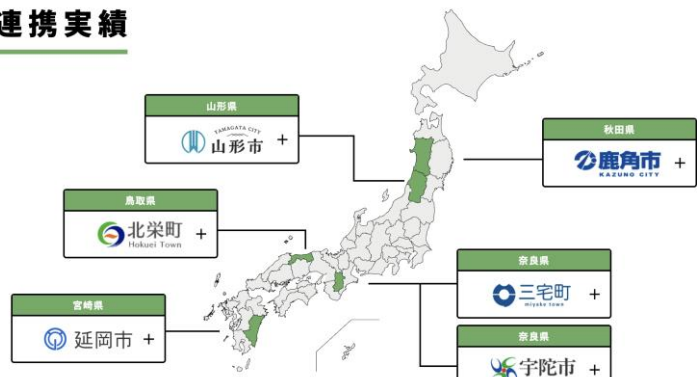 連携実績
山形県
YAMAGATA CITY
山形市 +
秋田県
鹿角市 +
KAZUNO CITY
鳥取県
北栄町 +
Hokuei Town
奈良県
三宅町 +
miyake town
宮崎県
延岡市 +
奈良県
宇陀市 +